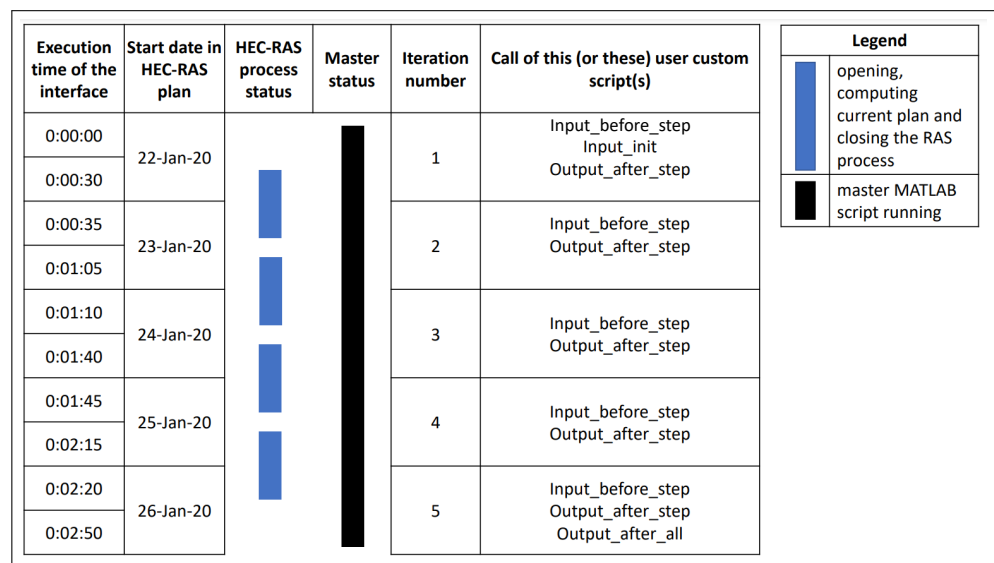 Execution time of the interface
Start date in HEC-RAS plan
HEC-RAS process status
Master status
Iteration number
Call of this (or these) user custom script(s)
0:00:00
0:00:30
22-Jan-20
1
Input_before_step
Input_init
Output_after_step
0:00:35
0:01:05
23-Jan-20
2
Input_before_step
Output_after_step
0:01:10
0:01:40
24-Jan-20
3
Input_before_step
Output_after_step
0:01:45
0:02:15
25-Jan-20
4
Input_before_step
Output_after_step
0:02:20
0:02:50
26-Jan-20
5
Input_before_step
Output_after_step
Output_after_all
Legend
opening,
computing
current plan and
closing the RAS
process
master MATLAB
script running